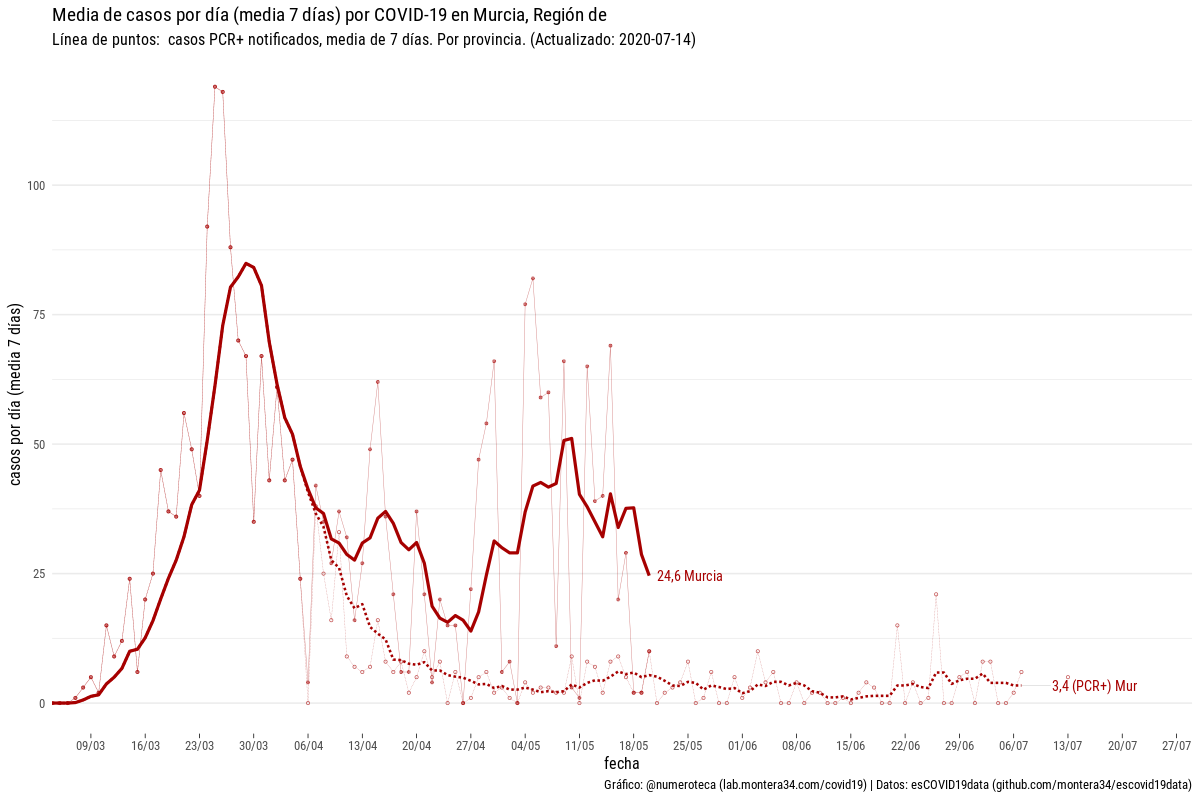 Media de casos por día (media 7 días) por COVID-19 en Murcia, Región de
Línea de puntos:  casos PCR+ notificados, media de 7 días. Por provincia. (Actualizado: 2020-07-14)
casos por día (media 7 días)
100
75
50
25
0
24,6 Murcia
3,4 (PCR+) Mur
09/03 16/03 23/03 30/03 06/04 13/04 20/04 27/04 04/05 11/05 18/05 25/05 01/06 08/06 15/06 22/06 29/06 06/07 13/07 20/07 27/07
fecha
Gráfico: @numeroteca (lab.montera34.com/covid19) | Datos: esCOVID19data (github.com/montera34/escovid19data)